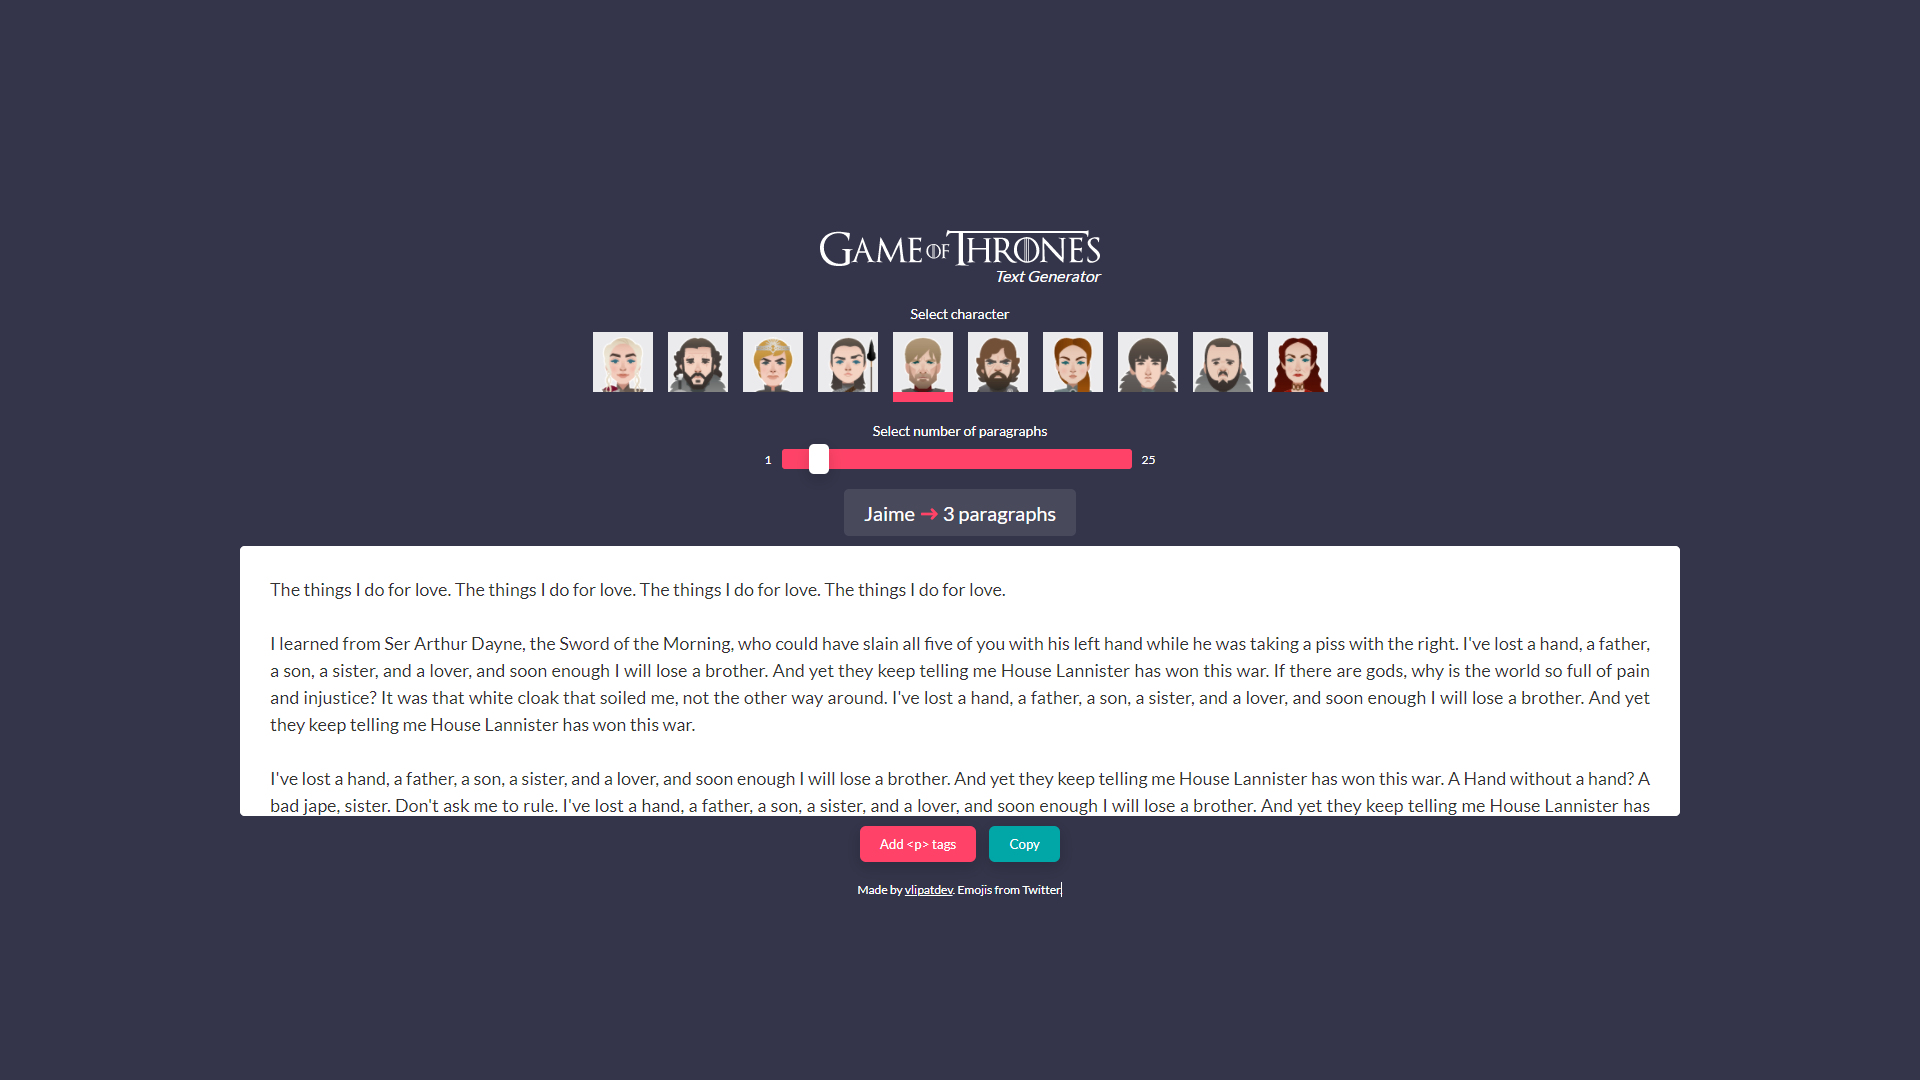 GAME OF THRONES
Text Generator
Select character
Select number of paragraphs
1
25
Jaime → 3 paragraphs
The things I do for love. The things I do for love. The things I do for love. The things I do for love.
I learned from Ser Arthur Dayne, the Sword of the Morning, who could have slain all five of you with his left hand while he was taking a piss with the right. I've lost a hand, a father,
a son, a sister, and a lover, and soon enough I will lose a brother. And yet they keep telling me House Lannister has won this war. If there are gods, why is the world so full of pain
and injustice? It was that white cloak that soiled me, not the other way around. I've lost a hand, a father, a son, a sister, and a lover, and soon enough I will lose a brother. And yet
they keep telling me House Lannister has won this war.
I've lost a hand, a father, a son, a sister, and a lover, and soon enough I will lose a brother. And yet they keep telling me House Lannister has won this war. A Hand without a hand? A
bad jape, sister. Don't ask me to rule. I've lost a hand, a father, a son, a sister, and a lover, and soon enough I will lose a brother. And yet they keep telling me House Lannister has
Add <p> tags
Copy
Made by vlipatdev. Emojis from Twitter